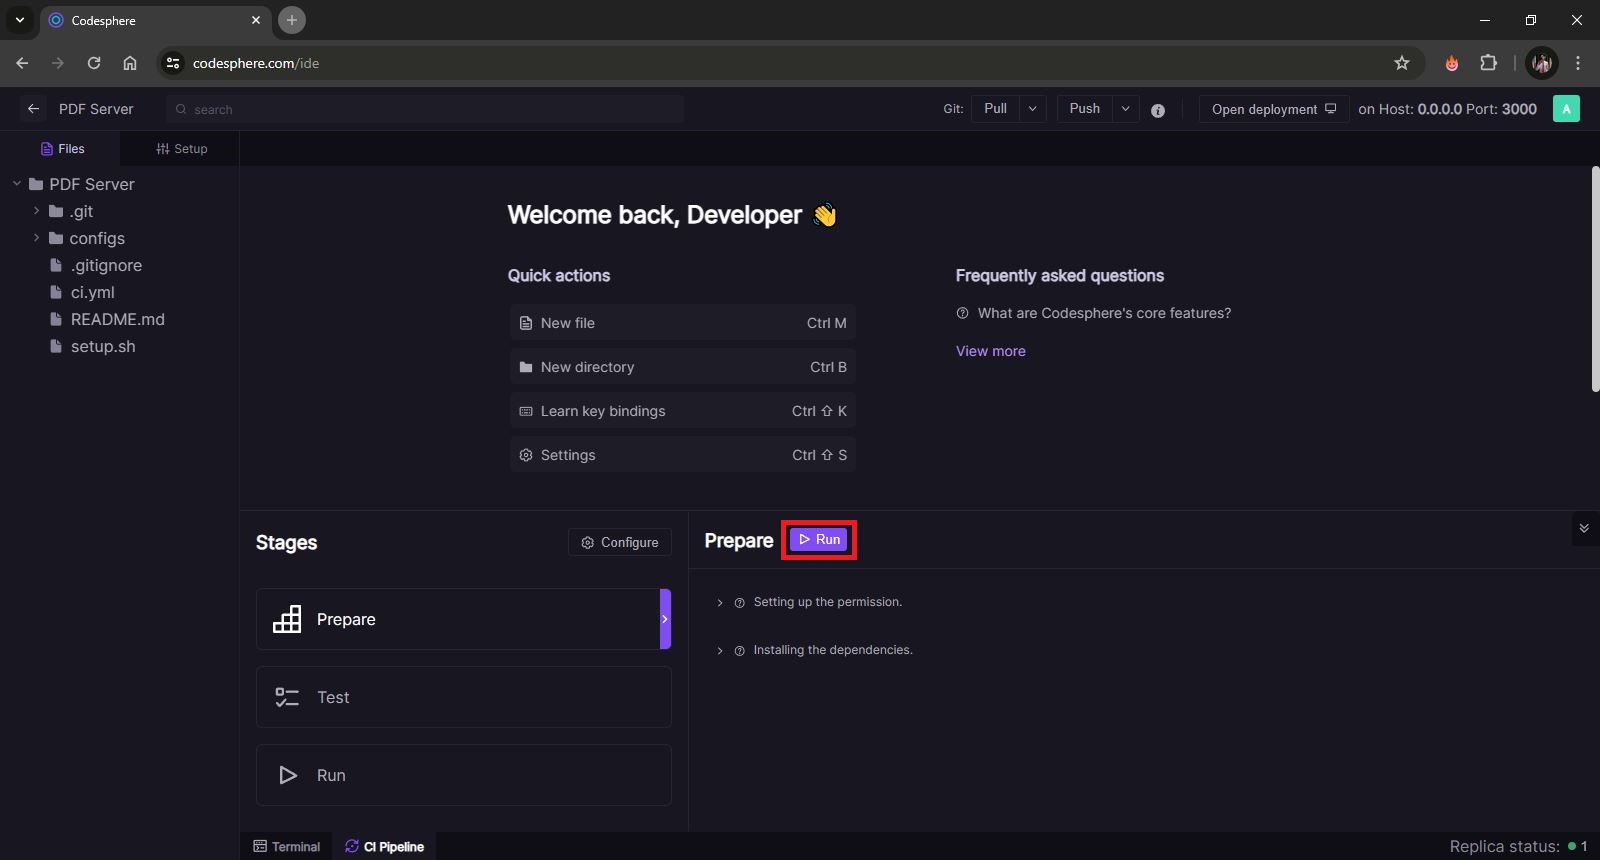 Codesphere
codesphere.com/ide
PDF Server
search
Git:
Pull
Push
Open deployment
on Host: 0.0.0.0 Port: 3000
A
Files
Setup
PDF Server
.git
configs
.gitignore
ci.yml
README.md
setup.sh
Welcome back, Developer 👋
Quick actions
New file Ctrl M
New directory Ctrl B
Learn key bindings Ctrl ⇧ K
Settings Ctrl ⇧ S
Frequently asked questions
What are Codesphere's core features?
View more
Stages
Configure
Prepare
Test
Run
Prepare
Run
Setting up the permission.
Installing the dependencies.
Terminal
CI Pipeline
Replica status: 1